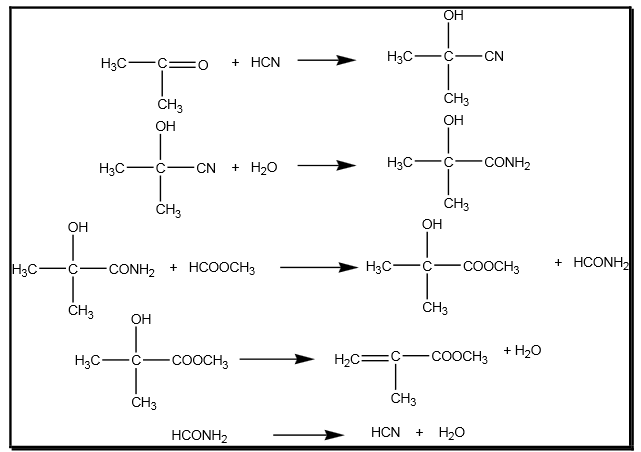 OH
H₃C—C=O + HCN → H₃C—C—CN
CH₃ CH₃
OH OH
H₃C—C—CN + H₂O → H₃C—C—CONH₂
CH₃ CH₃
OH OH
H₃C—C—CONH₂ + HCOOCH₃ → H₃C—C—COOCH₃ + HCONH₂
CH₃ CH₃
OH
H₃C—C—COOCH₃ → H₂C=C—COOCH₃ + H₂O
CH₃ CH₃
HCONH₂ → HCN + H₂O